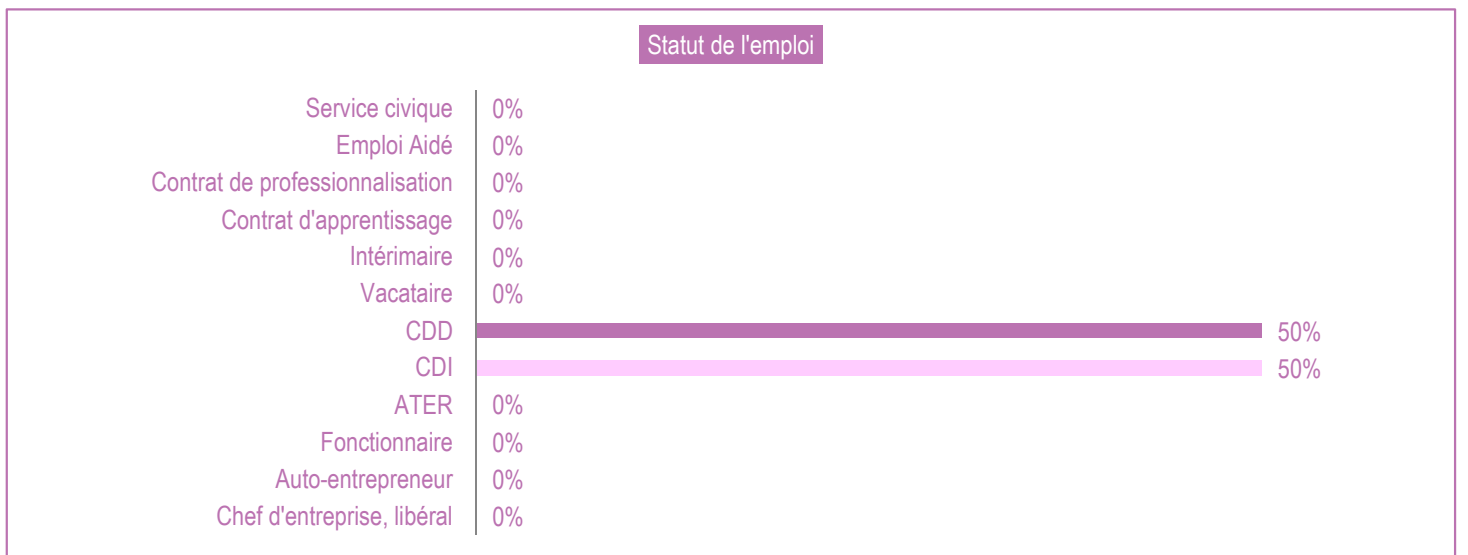 Statut de l'emploi
Service civique 0%
Emploi Aidé 0%
Contrat de professionnalisation 0%
Contrat d'apprentissage 0%
Intérimaire 0%
Vacataire 0%
CDD 50%
CDI 50%
ATER 0%
Fonctionnaire 0%
Auto-entrepreneur 0%
Chef d'entreprise, libéral 0%